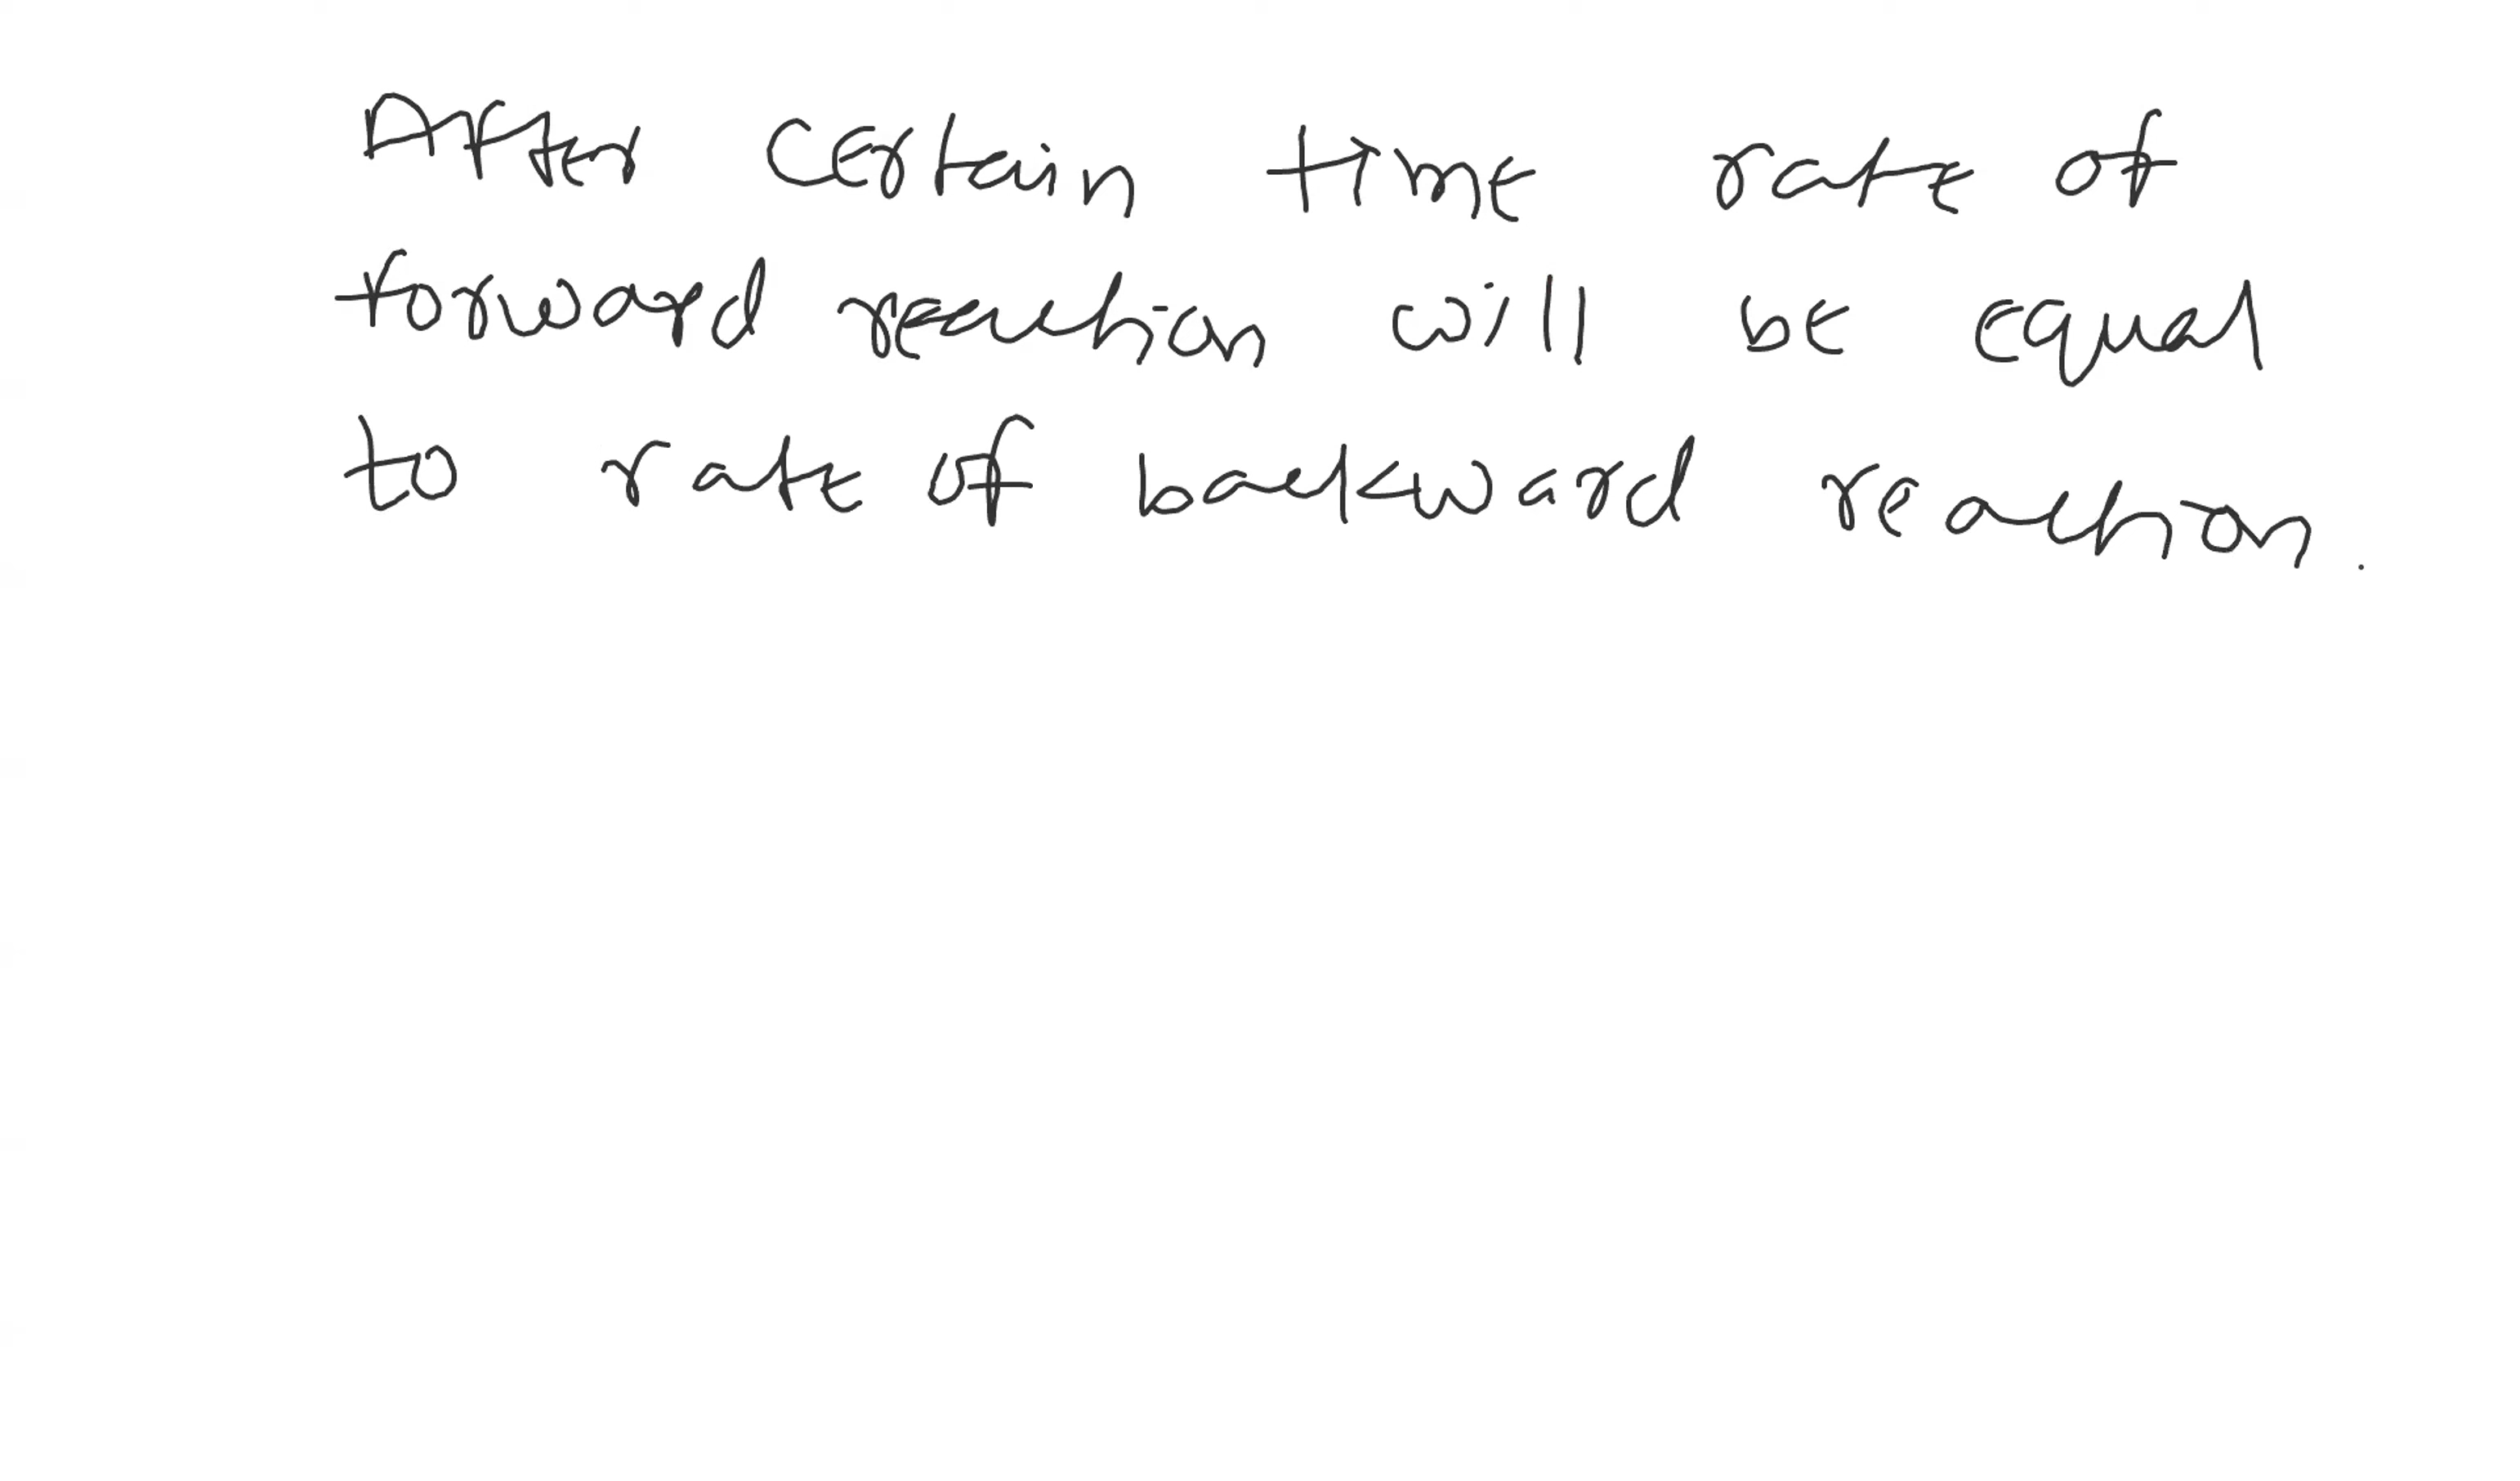 After certain time rate of
forward reaction will be equal
to rate of backward reaction.